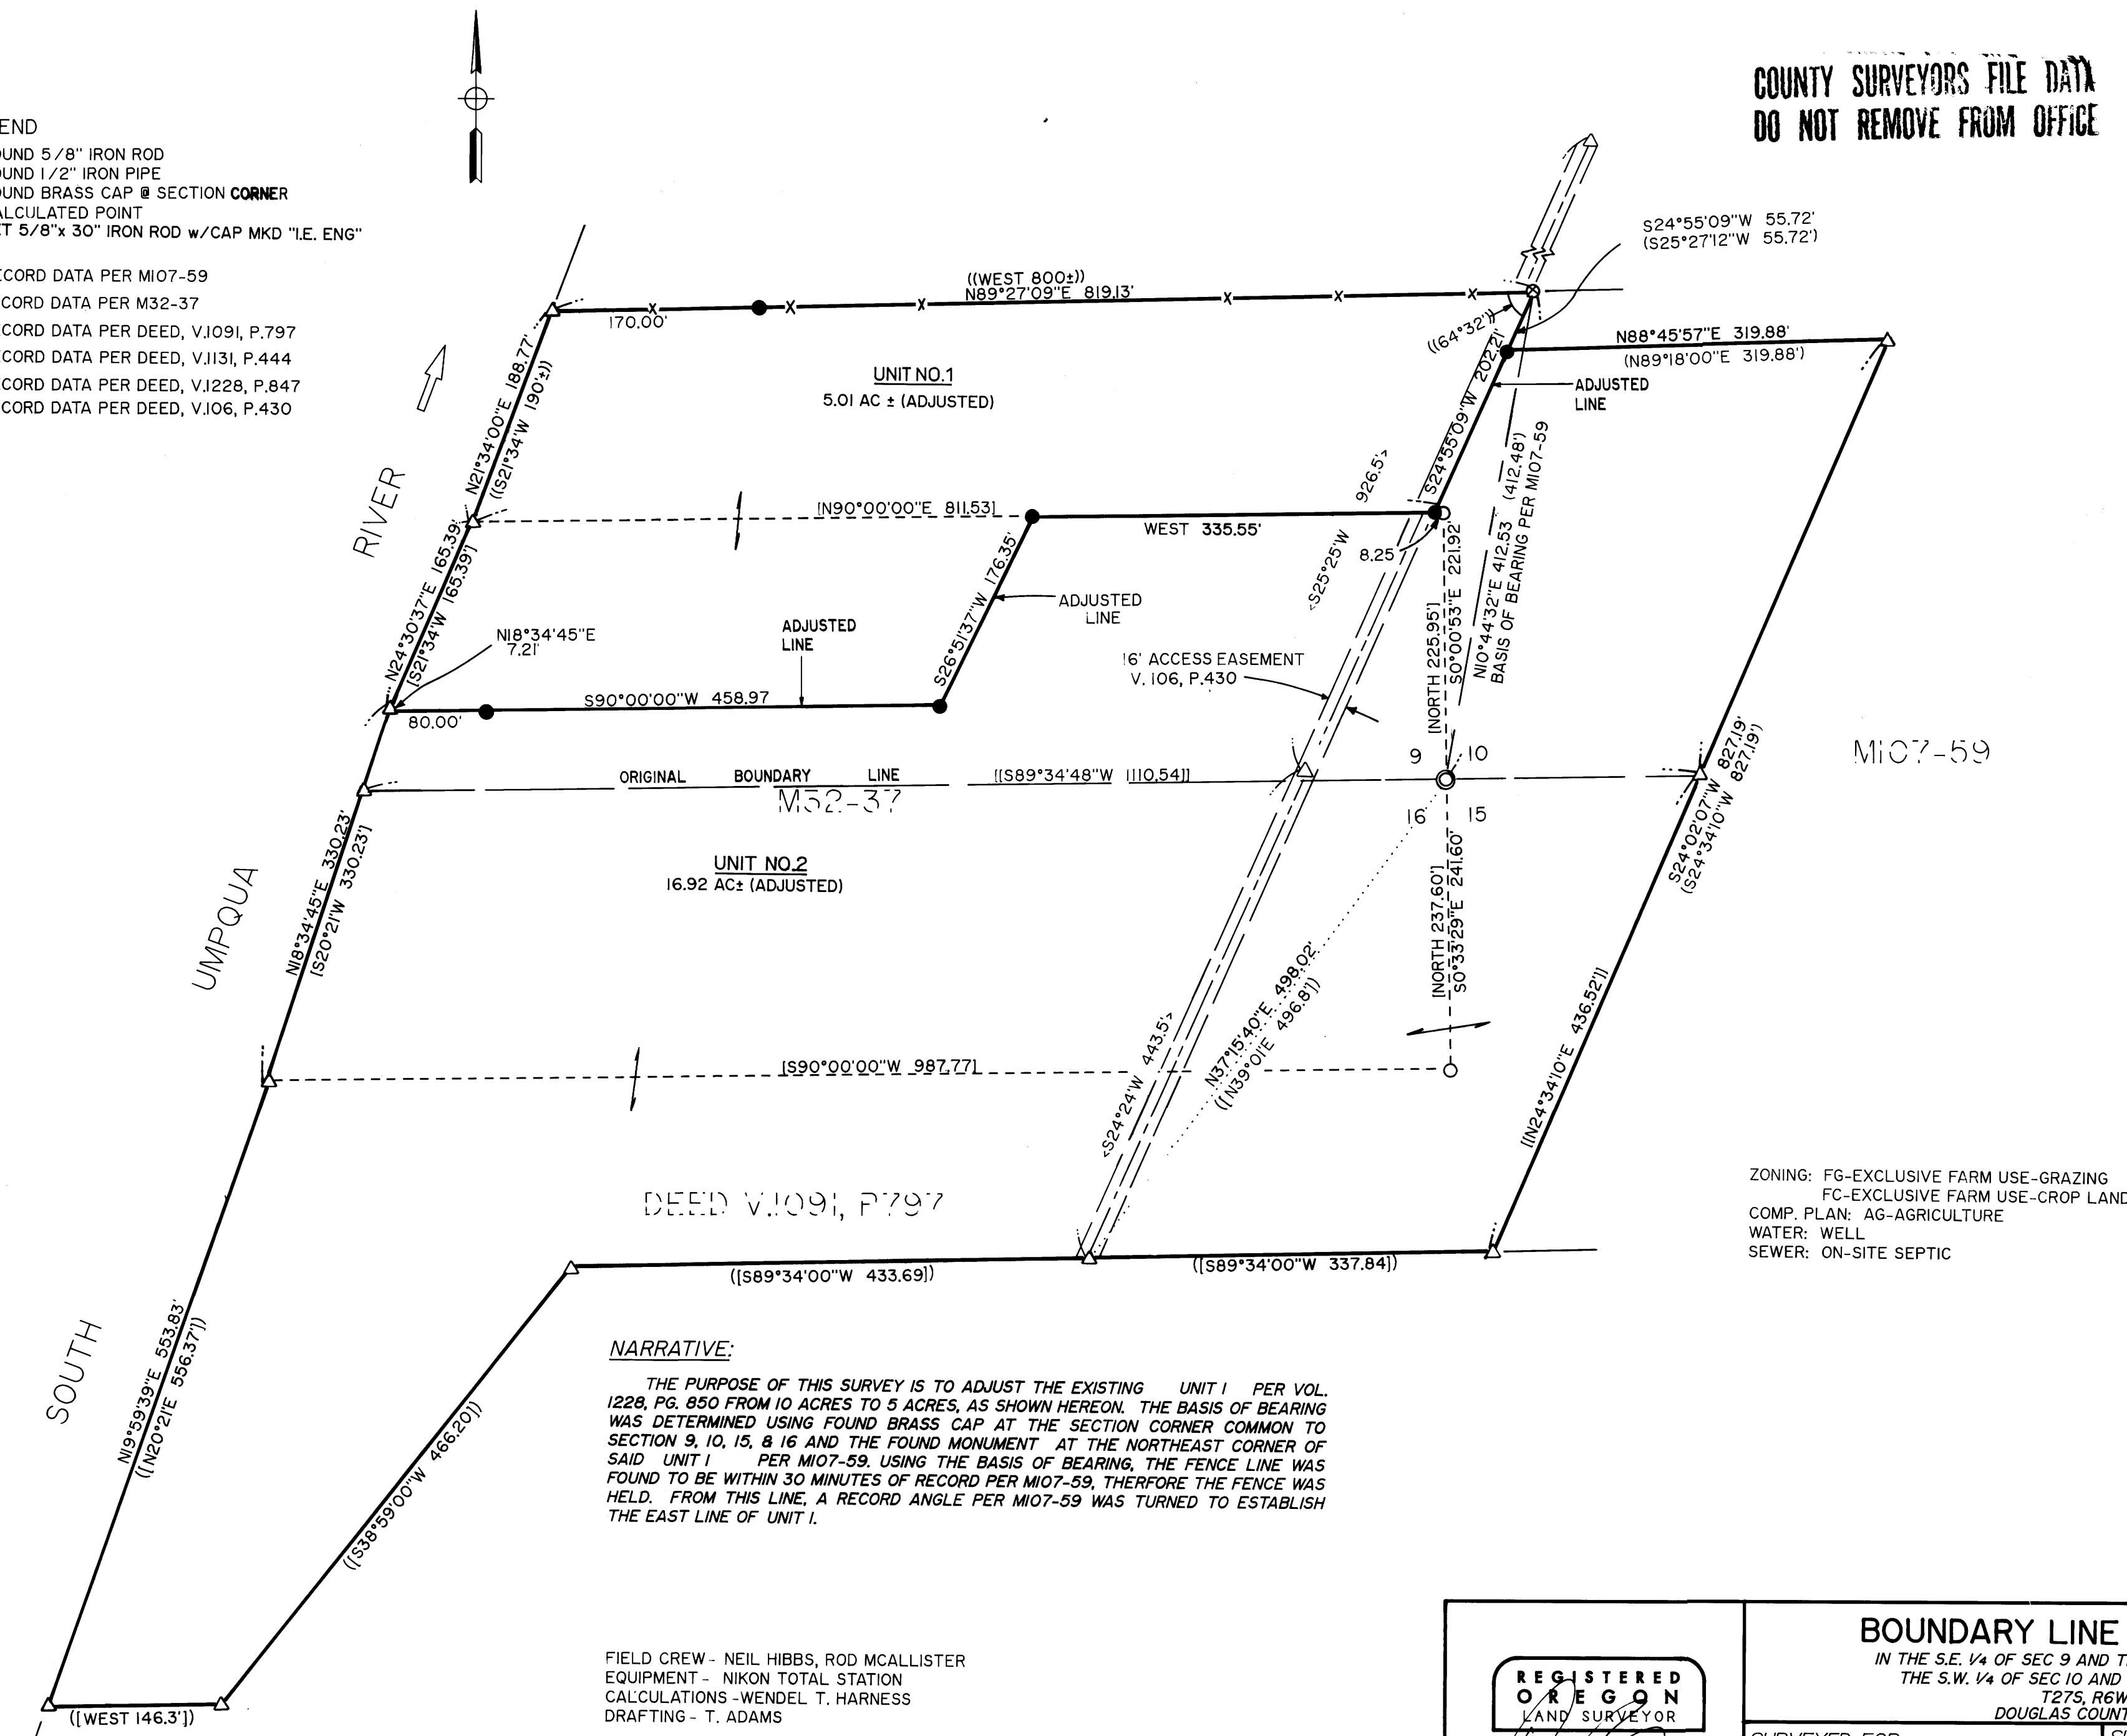 COUNTY SURVEYORS FILE DATA
DO NOT REMOVE FROM OFFICE
END
OUND 5/8" IRON ROD
OUND 1/2" IRON PIPE
OUND BRASS CAP @ SECTION CORNER
ALCULATED POINT
ET 5/8"x 30" IRON ROD w/CAP MKD "I.E. ENG"
ECORD DATA PER M107-59
CORD DATA PER M32-37
CORD DATA PER DEED, V.1091, P.797
CORD DATA PER DEED, V.1131, P.444
CORD DATA PER DEED, V.1228, P.847
CORD DATA PER DEED, V.106, P.430
S24°55'09"W 55.72'
(S25°27'12"W 55.72')
((WEST 800±))
N89°27'09"E 819.13'
170.00'
((64°32'))
N88°45'57"E 319.88'
(N89°18'00"E 319.88')
ADJUSTED
LINE
UNIT NO.1
5.01 AC ± (ADJUSTED)
N21°34'00"E 188.77'
((S21°34'W 190'±))
S24°55'09"W 202.21'
RIVER
[N90°00'00"E 811.53]
WEST 335.55'
8.25
<S25°25'W 926.5'>
[NORTH 225.95']
S0°00'53"E 221.92'
N10°44'32"E 412.53 (412.48')
BASIS OF BEARING PER M107-59
N24°30'37"E 165.39'
[S21°34'W 165.39']
N18°34'45"E
7.21'
ADJUSTED
LINE
S26°51'37"W 176.35'
ADJUSTED
LINE
16' ACCESS EASEMENT
V. 106, P.430
S90°00'00"W 458.97
80.00'
9 10
16 15
ORIGINAL BOUNDARY LINE [[S89°34'48"W 1110.54]]
M32-37
M107-59
S24°02'07"W 827.19'
(S24°34'10"W 827.19')
UNIT NO.2
16.92 AC± (ADJUSTED)
N18°34'45"E 330.23'
[S20°21'W 330.23']
UMPQUA
[NORTH 237.60']
S0°33'29"E 241.60'
N37°15'40"E 498.02'
([N39°01'E 496.8'])
[[N24°34'10"E 436.52']]
[S90°00'00"W 987.77]
<S24°24'W 443.5'>
DEED V.1091, P797
([S89°34'00"W 433.69])
([S89°34'00"W 337.84])
ZONING: FG-EXCLUSIVE FARM USE-GRAZING
FC-EXCLUSIVE FARM USE-CROP LAND
COMP. PLAN: AG-AGRICULTURE
WATER: WELL
SEWER: ON-SITE SEPTIC
SOUTH
N19°59'39"E 553.83'
([N20°21'E 556.37'])
([S38°59'00"W 466.20])
([WEST 146.3'])
NARRATIVE:
THE PURPOSE OF THIS SURVEY IS TO ADJUST THE EXISTING UNIT 1 PER VOL.
1228, PG. 850 FROM 10 ACRES TO 5 ACRES, AS SHOWN HEREON. THE BASIS OF BEARING
WAS DETERMINED USING FOUND BRASS CAP AT THE SECTION CORNER COMMON TO
SECTION 9, 10, 15, & 16 AND THE FOUND MONUMENT AT THE NORTHEAST CORNER OF
SAID UNIT 1 PER M107-59. USING THE BASIS OF BEARING, THE FENCE LINE WAS
FOUND TO BE WITHIN 30 MINUTES OF RECORD PER M107-59, THERFORE THE FENCE WAS
HELD. FROM THIS LINE, A RECORD ANGLE PER M107-59 WAS TURNED TO ESTABLISH
THE EAST LINE OF UNIT 1.
FIELD CREW - NEIL HIBBS, ROD MCALLISTER
EQUIPMENT - NIKON TOTAL STATION
CALCULATIONS -WENDEL T. HARNESS
DRAFTING - T. ADAMS
REGISTERED
OREGON
LAND SURVEYOR
BOUNDARY LINE
IN THE S.E. 1/4 OF SEC 9 AND T
THE S.W. 1/4 OF SEC 10 AND
T27S, R6W
DOUGLAS COUNT